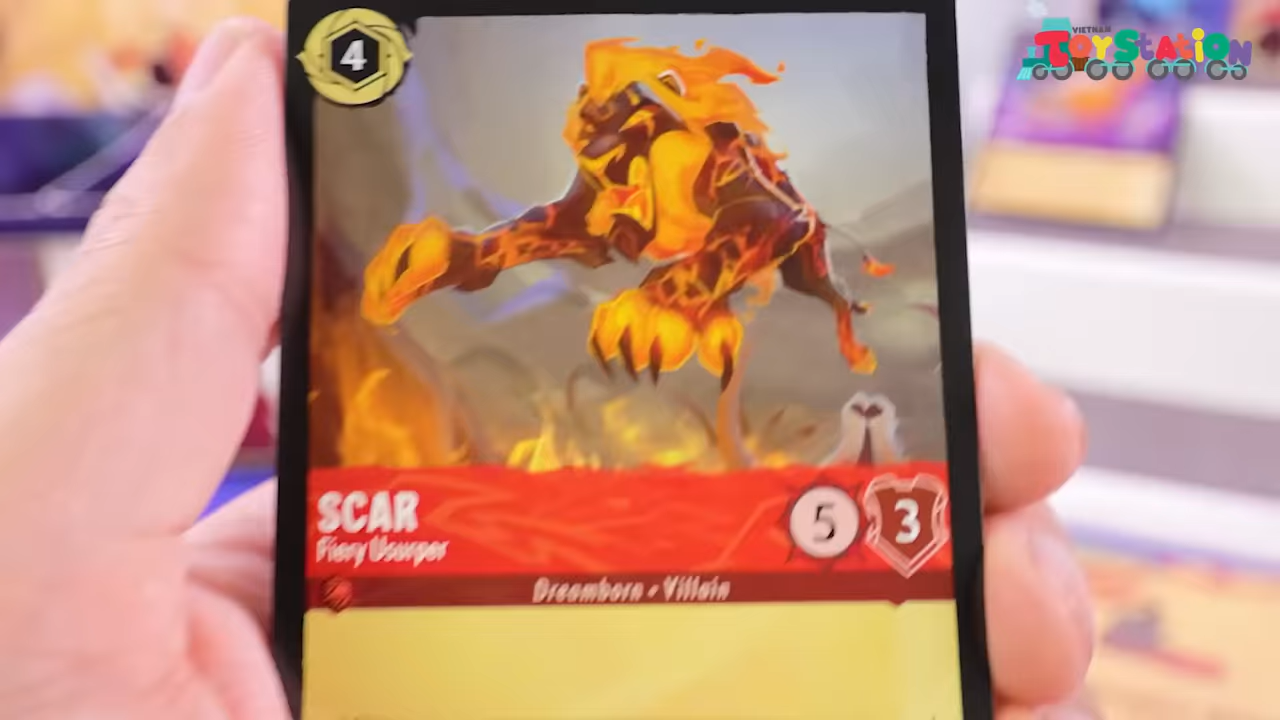 VIETNAM
TOYSTATION
4
SCAR
Fiery Usurper
5
3
Dreamborn • Villain